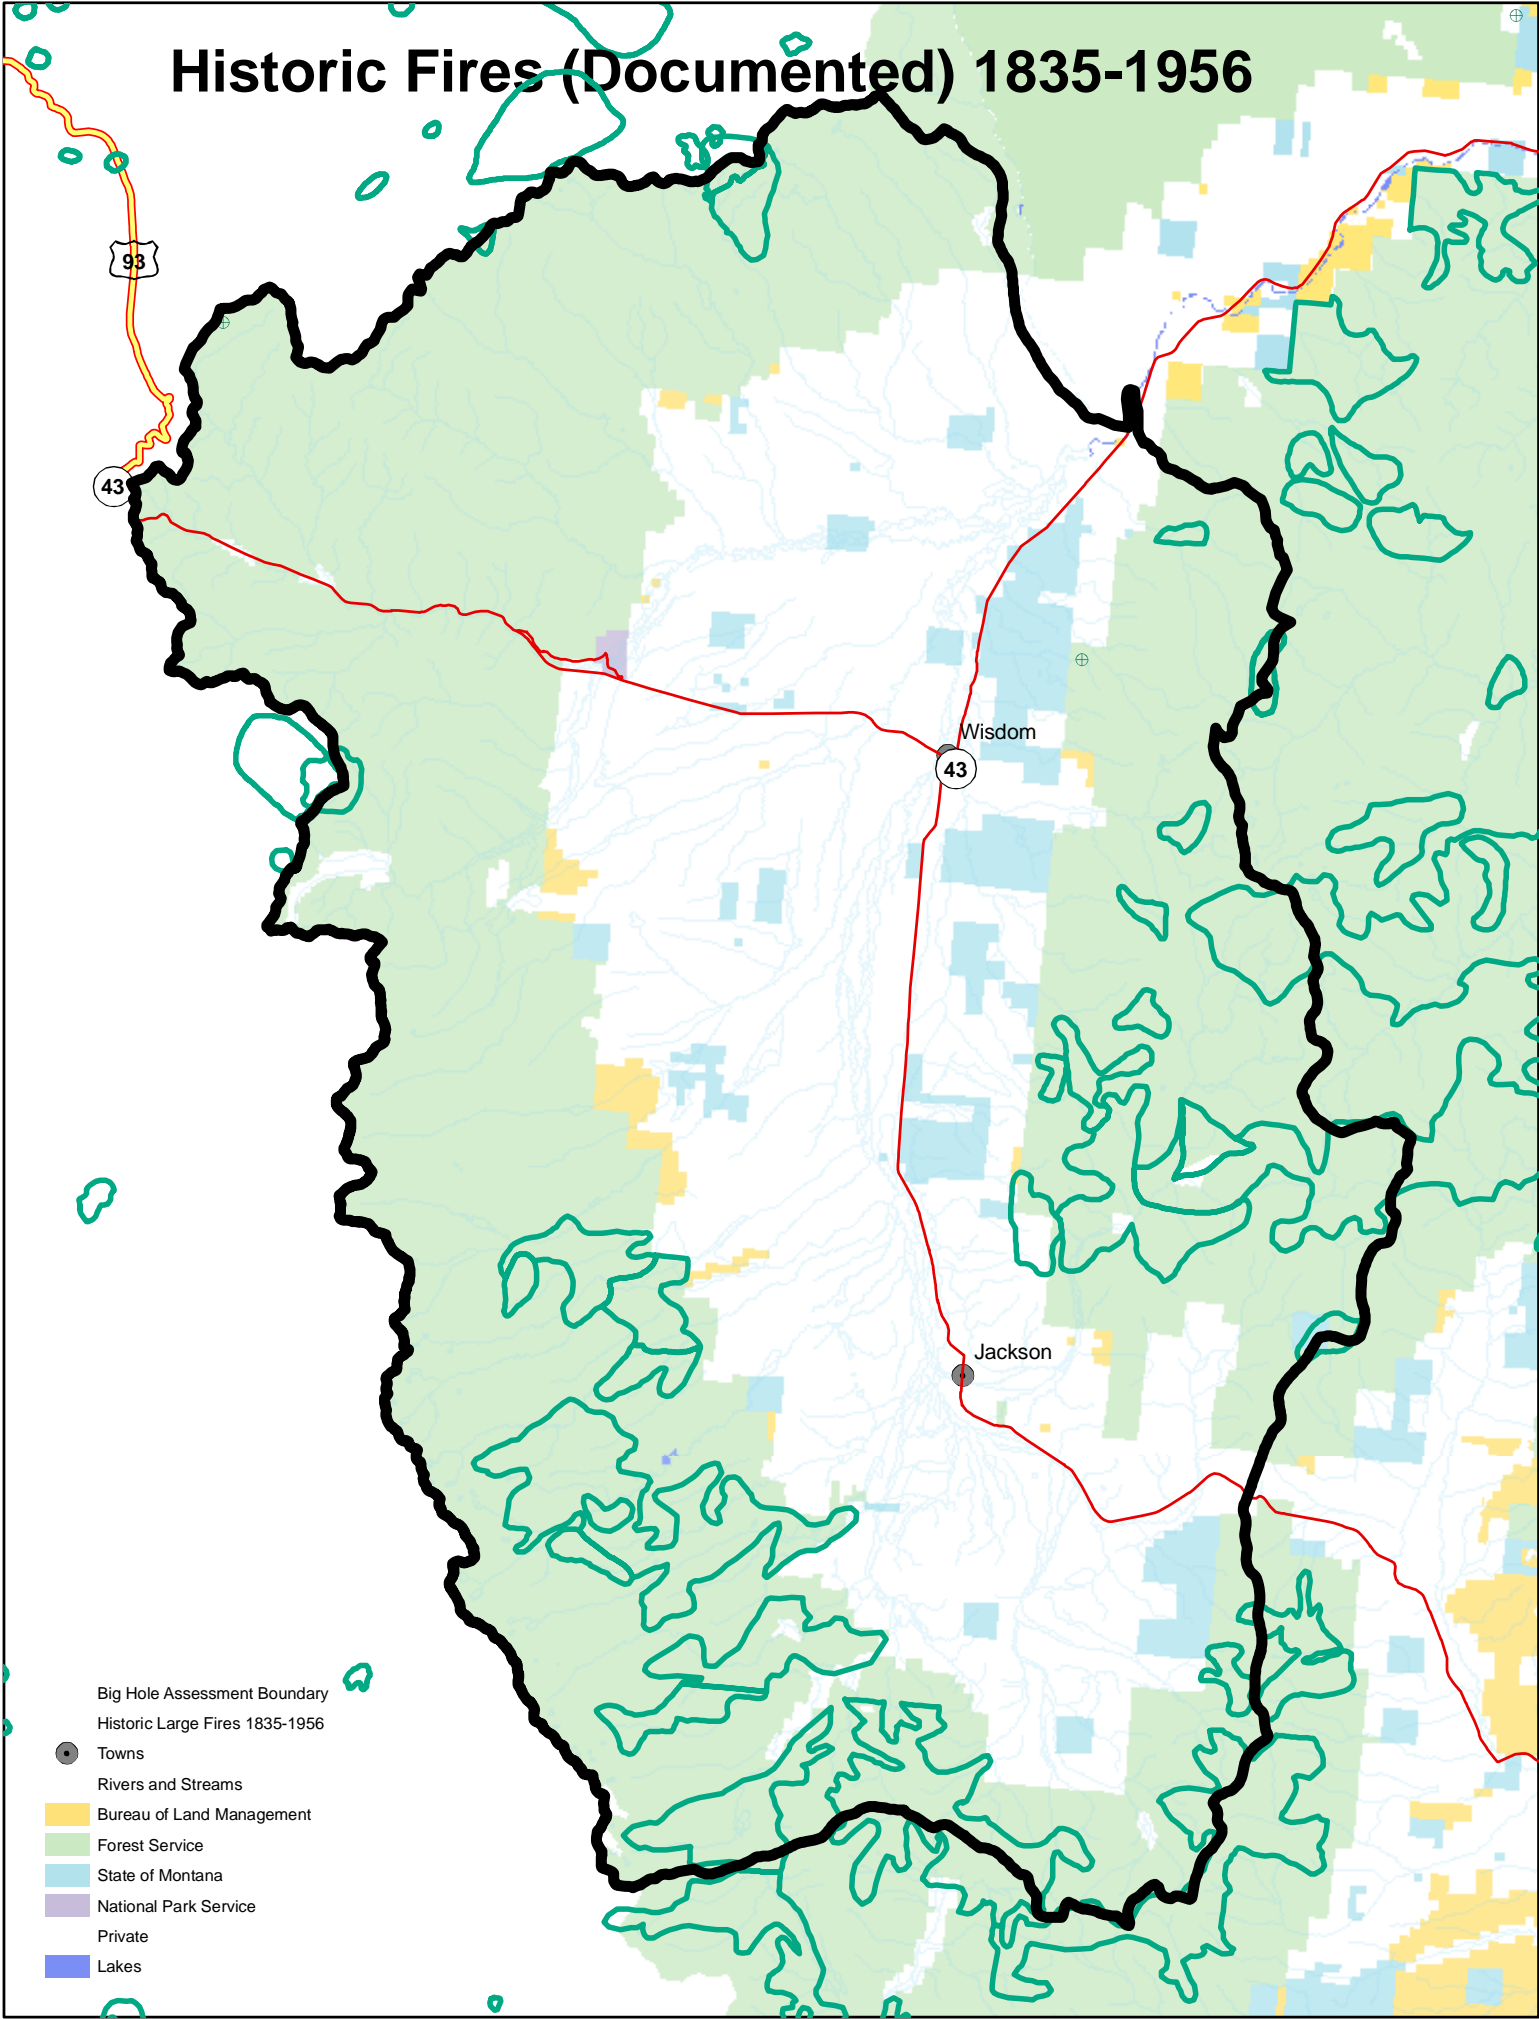 Historic Fires (Documented) 1835-1956
93
43
Wisdom
43
Jackson
Big Hole Assessment Boundary
Historic Large Fires 1835-1956
Towns
Rivers and Streams
Bureau of Land Management
Forest Service
State of Montana
National Park Service
Private
Lakes